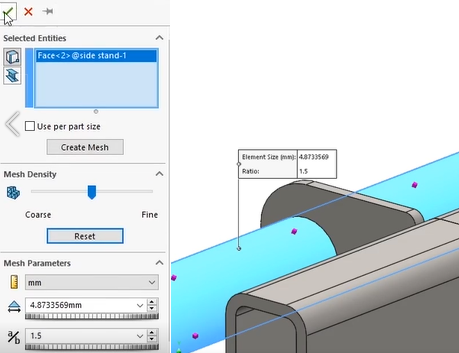 Selected Entities
Face<2>@side stand-1
Use per part size
Create Mesh
Mesh Density
Coarse Fine
Reset
Mesh Parameters
mm
4.8733569mm
1.5
Element Size (mm): 4.8733569
Ratio: 1.5